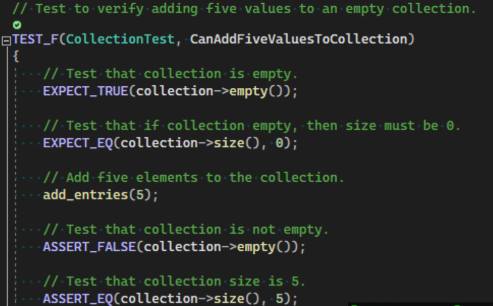 // Test to verify adding five values to an empty collection.
TEST_F(CollectionTest, CanAddFiveValuesToCollection)
{
    // Test that collection is empty.
    EXPECT_TRUE(collection->empty());

    // Test that if collection empty, then size must be 0.
    EXPECT_EQ(collection->size(), 0);

    // Add five elements to the collection.
    add_entries(5);

    // Test that collection is not empty.
    ASSERT_FALSE(collection->empty());

    // Test that collection size is 5.
    ASSERT_EQ(collection->size(), 5);